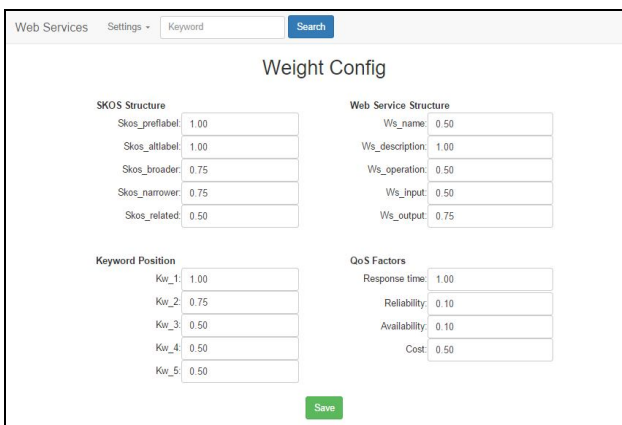 Web Services Settings Keyword Search
Weight Config
SKOS Structure
Skos_preflabel: 1.00
Skos_altlabel: 1.00
Skos_broader: 0.75
Skos_narrower: 0.75
Skos_related: 0.50
Web Service Structure
Ws_name: 0.50
Ws_description: 1.00
Ws_operation: 0.50
Ws_input: 0.50
Ws_output: 0.75
Keyword Position
Kw_1: 1.00
Kw_2: 0.75
Kw_3: 0.50
Kw_4: 0.50
Kw_5: 0.50
QoS Factors
Response time: 1.00
Reliability: 0.10
Availability: 0.10
Cost: 0.50
Save